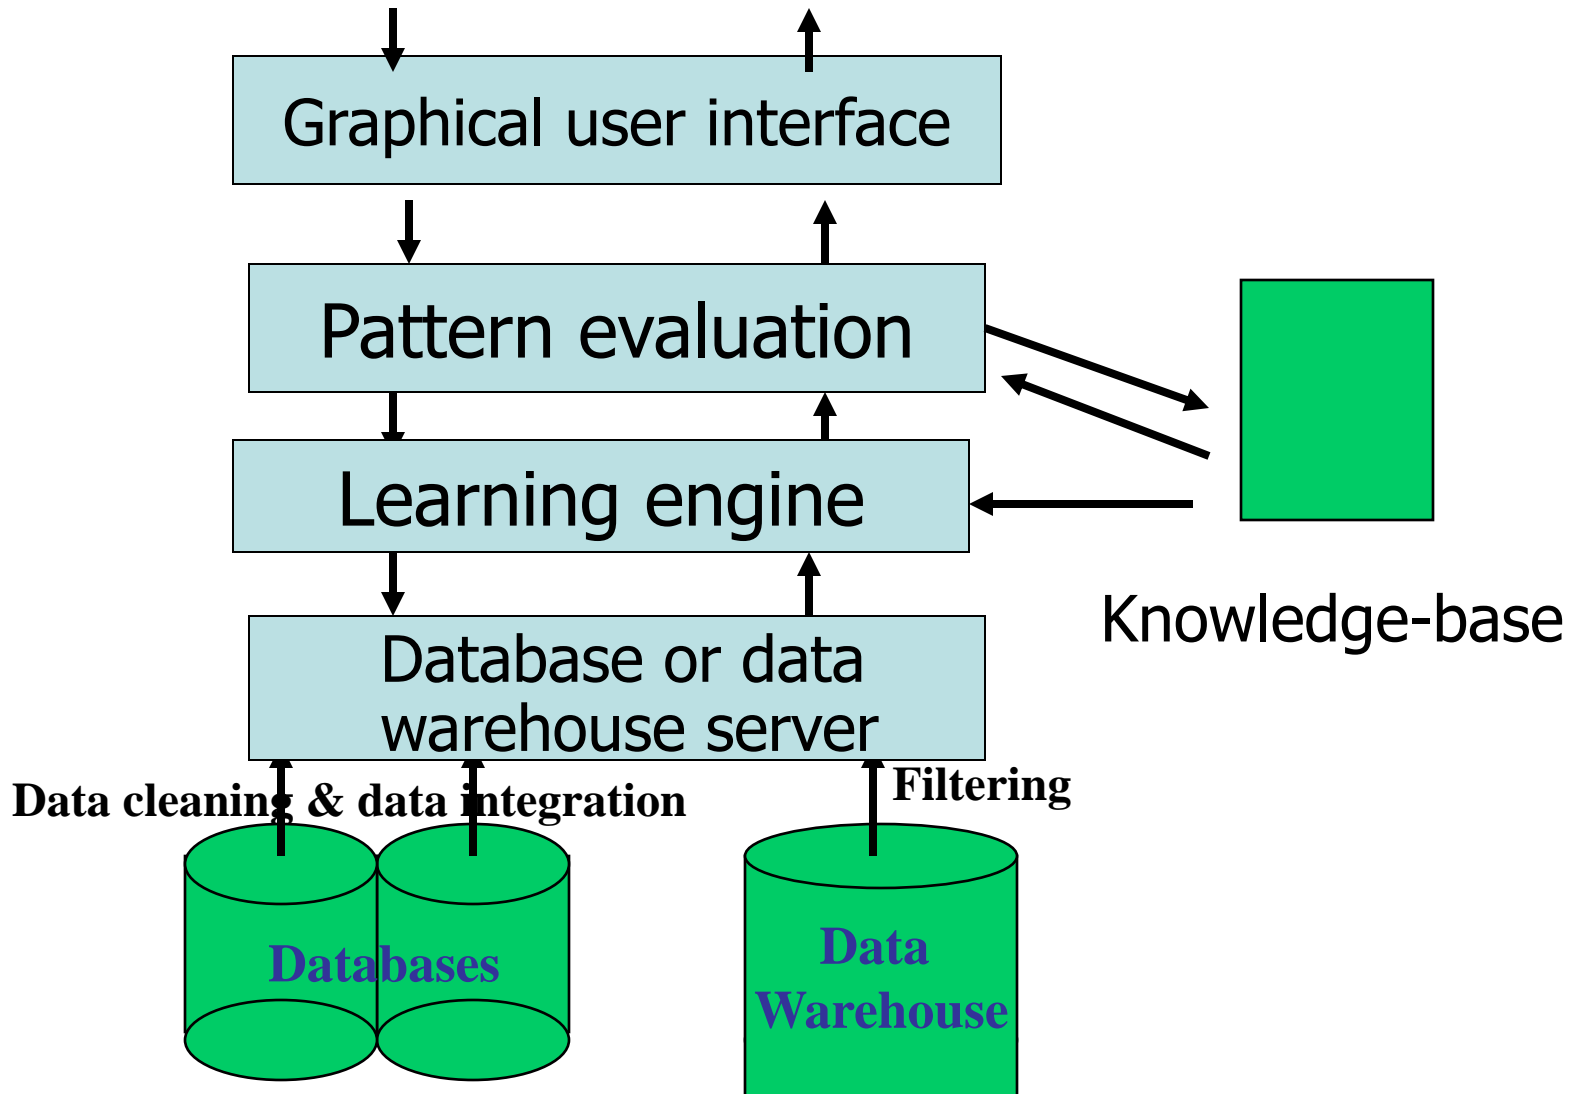 Graphical user interface
Pattern evaluation
Learning engine
Knowledge-base
Database or data
warehouse server
Data cleaning & data integration
Filtering
Databases
Data
Warehouse